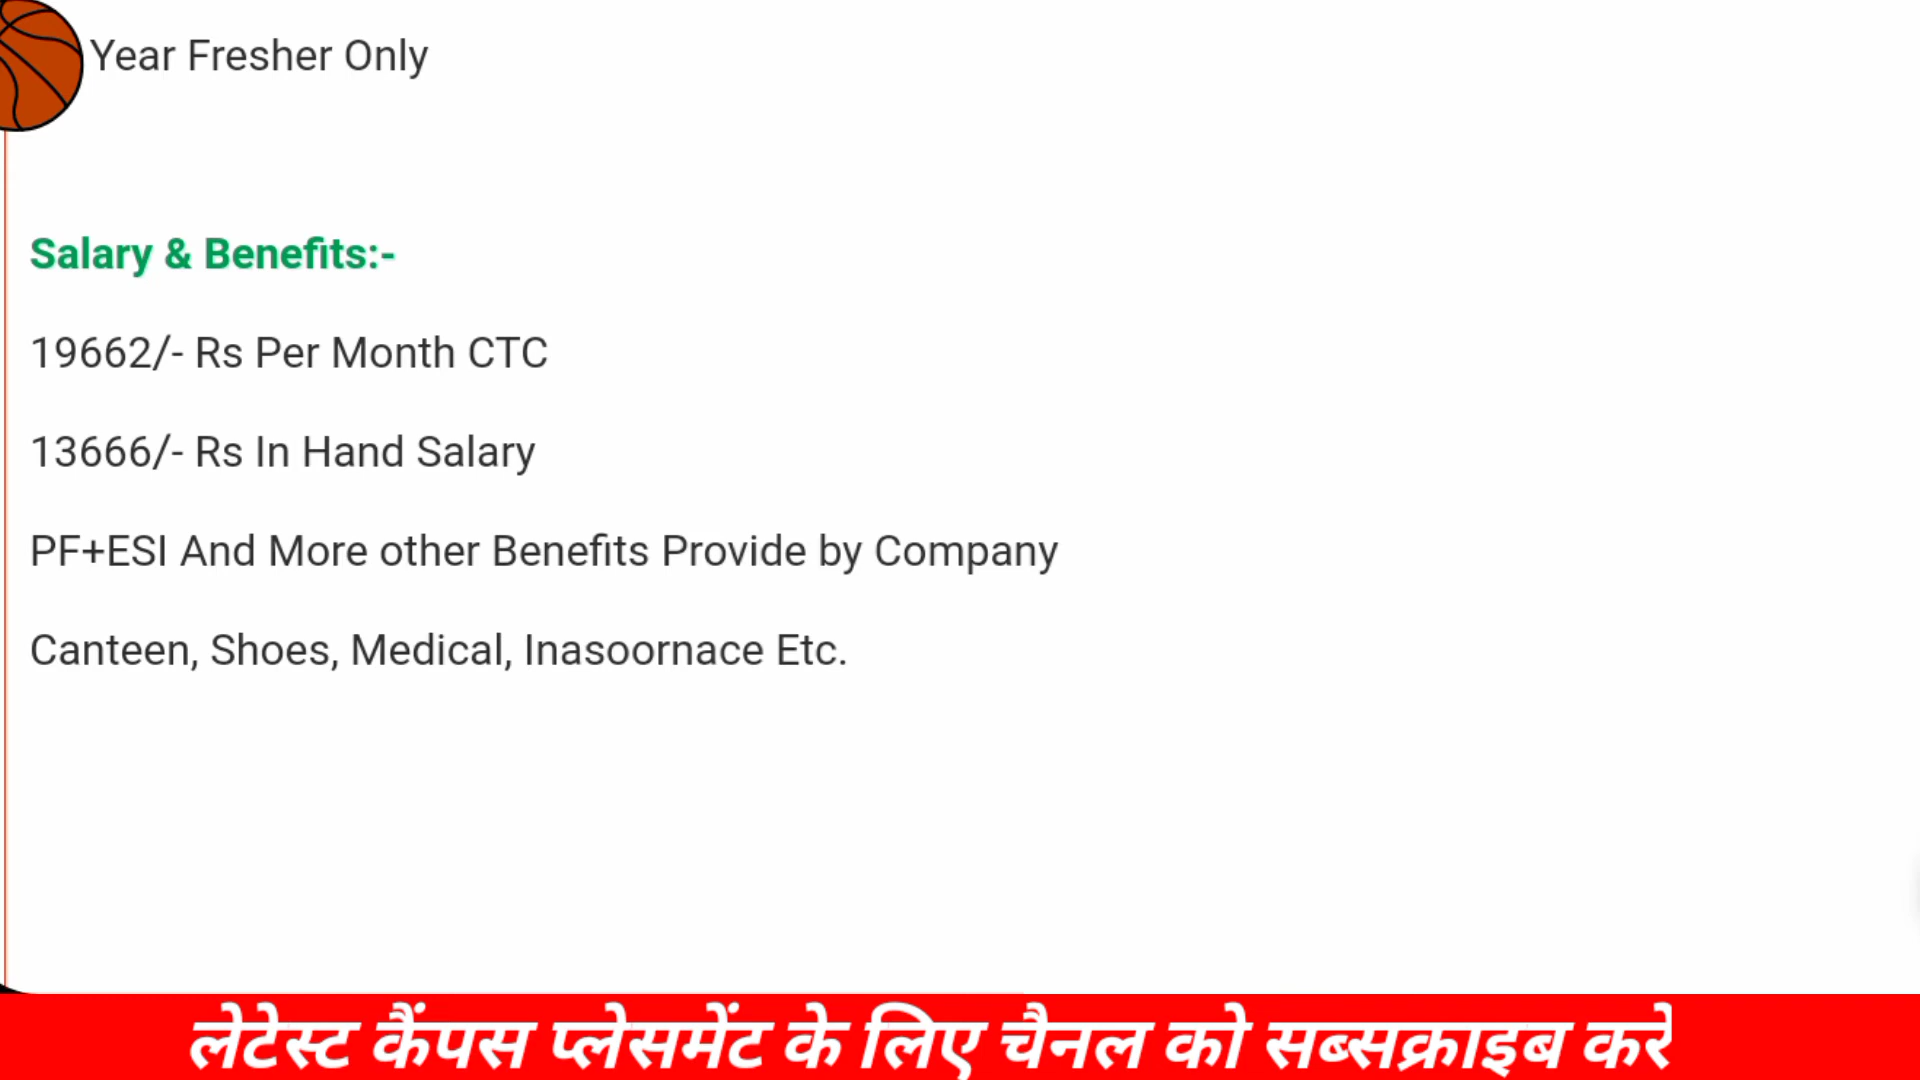 Year Fresher Only
Salary & Benefits:-
19662/- Rs Per Month CTC
13666/- Rs In Hand Salary
PF+ESI And More other Benefits Provide by Company
Canteen, Shoes, Medical, Inasoornace Etc.
लेटेस्ट कैंपस प्लेसमेंट के लिए चैनल को सब्सक्राइब करे